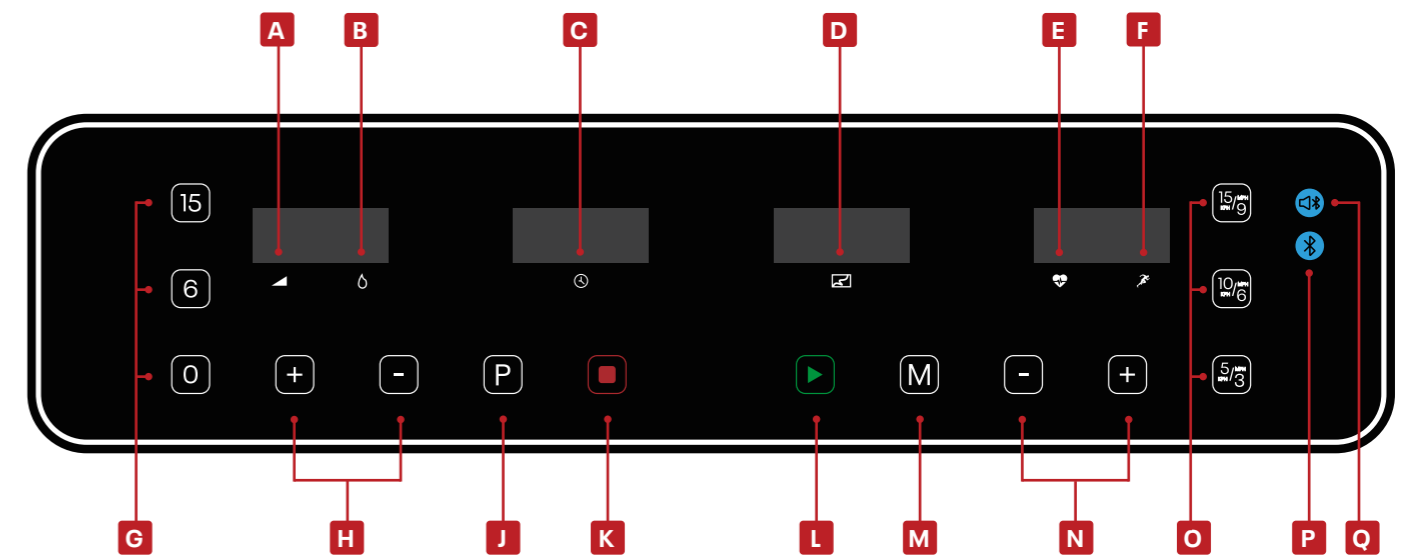 A B C D E F
15 15 KPH / MPH 9
6 10 KPH / MPH 6
0 + - P M - + 5 KPH / MPH 3
G H J K L M N O P Q